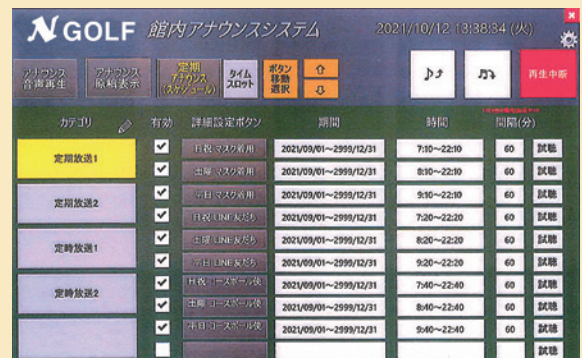 N GOLF 館内アナウンスシステム 2021/10/12 13:38:34 (火)
アナウンス音声再生 アナウンス原稿表示 定期アナウンス(スケジュール) タイムスロット ボタン移動選択 再生中断
カテゴリ 有効 詳細設定ボタン 期間 時間 間隔(分)
定期放送1
定期放送2
定時放送1
定時放送2
日祝 マスク着用 2021/09/01～2999/12/31 7:10～22:10 60 試聴
土曜 マスク着用 2021/09/01～2999/12/31 8:10～22:10 60 試聴
平日 マスク着用 2021/09/01～2999/12/31 9:10～22:10 60 試聴
日祝 LINE友だち 2021/09/01～2999/12/31 7:20～22:20 60 試聴
土曜 LINE友だち 2021/09/01～2999/12/31 8:20～22:20 60 試聴
平日 LINE友だち 2021/09/01～2999/12/31 9:20～22:20 60 試聴
日祝 コースボール使 2021/09/01～2999/12/31 7:40～22:40 60 試聴
土曜 コースボール使 2021/09/01～2999/12/31 8:40～22:40 60 試聴
平日 コースボール使 2021/09/01～2999/12/31 9:40～22:40 60 試聴
試聴